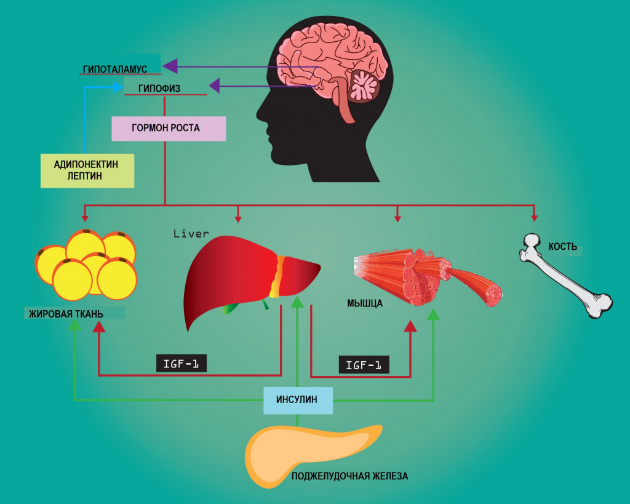 ГИПОТАЛАМУС
ГИПОФИЗ
ГОРМОН РОСТА
АДИПОНЕКТИН
ЛЕПТИН
Liver
КОСТЬ
МЫШЦА
ЖИРОВАЯ ТКАНЬ
IGF-1
IGF-1
ИНСУЛИН
ПОДЖЕЛУДОЧНАЯ ЖЕЛЕЗА